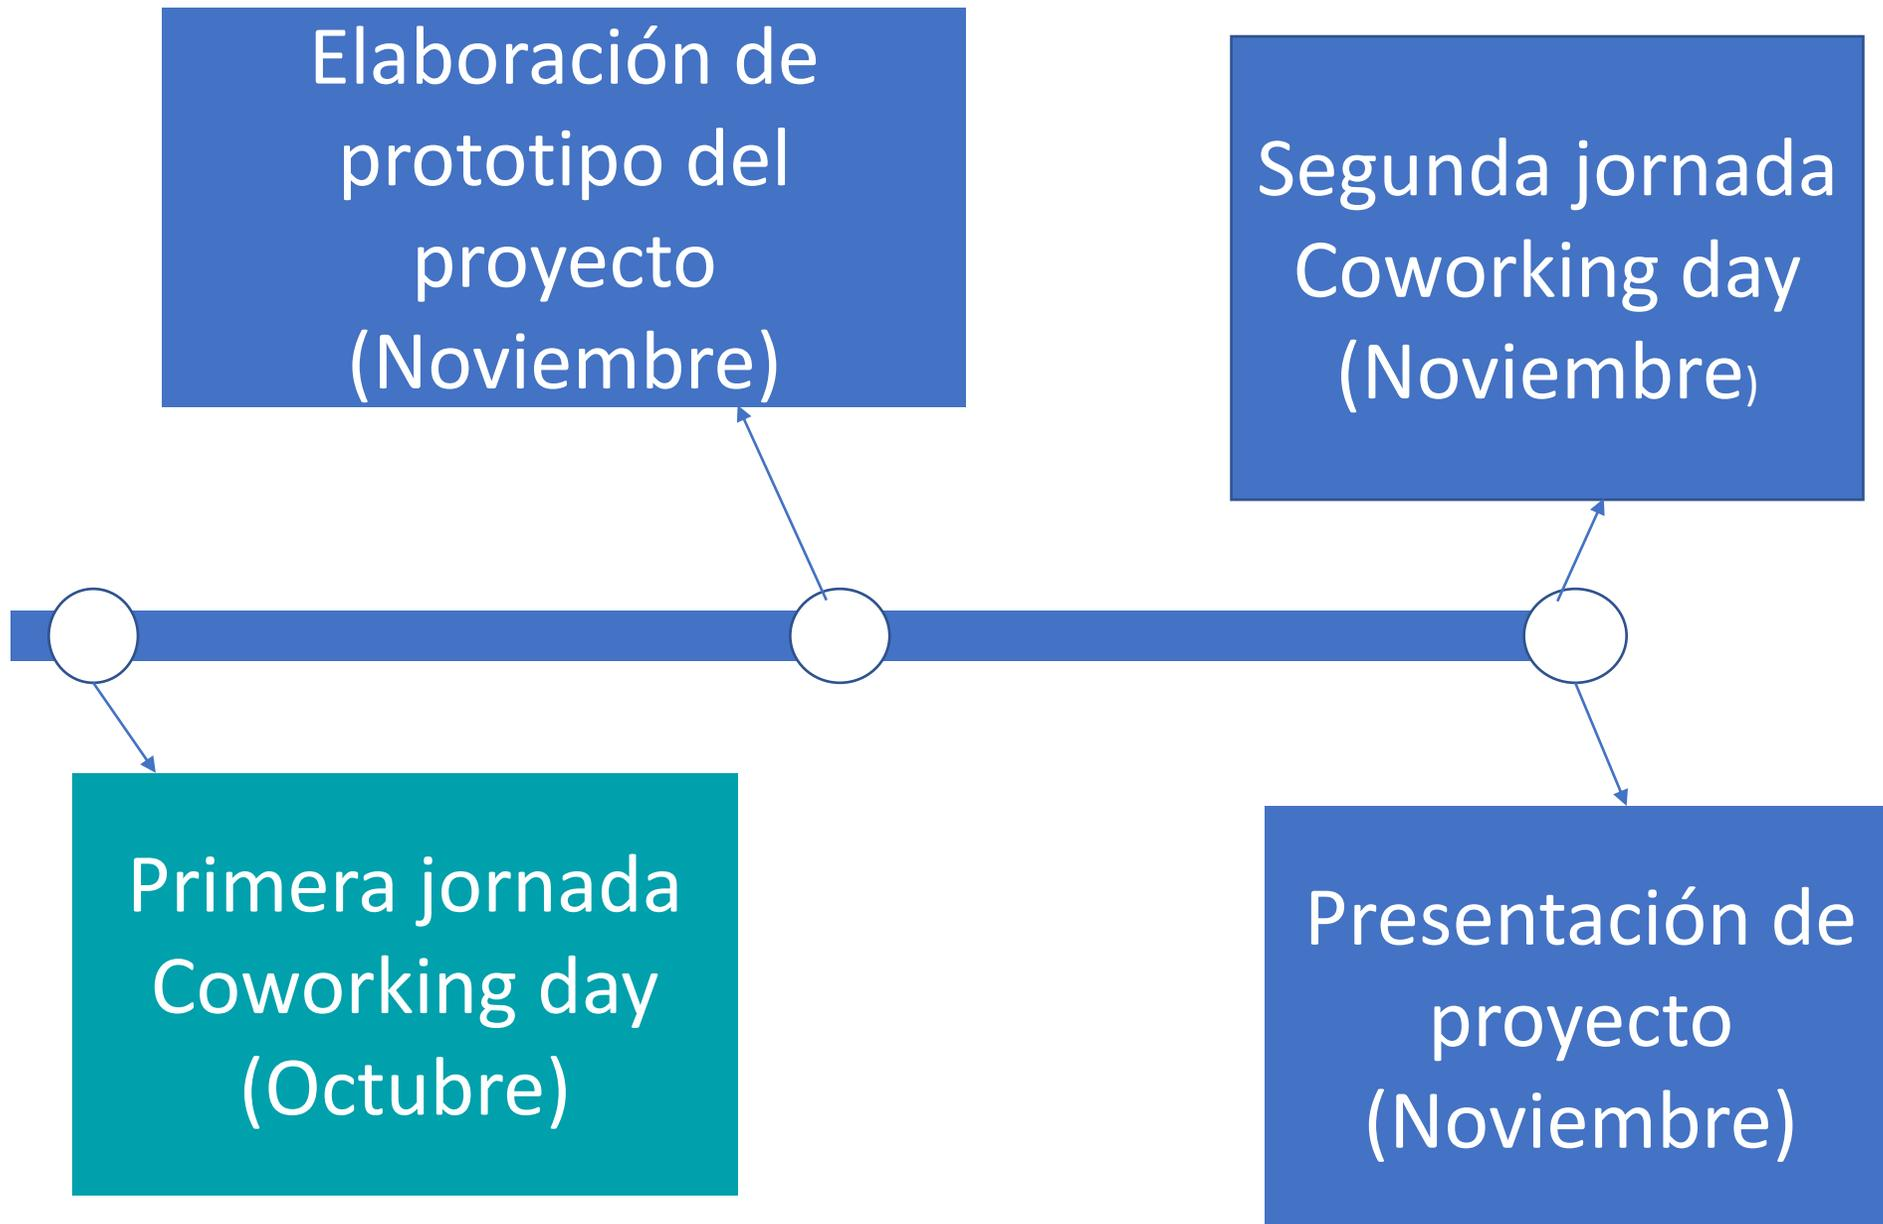 Elaboración de
prototipo del
proyecto
(Noviembre)
Segunda jornada
Coworking day
(Noviembre)
Primera jornada
Coworking day
(Octubre)
Presentación de
proyecto
(Noviembre)